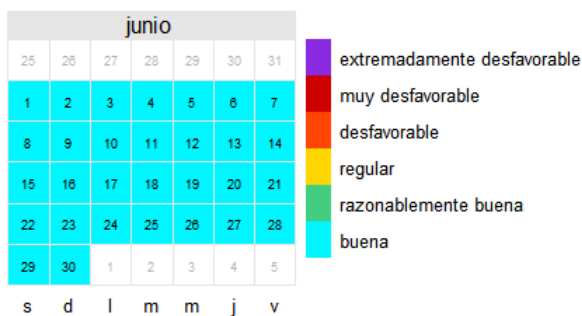 junio
25 26 27 28 29 30 31
1 2 3 4 5 6 7
8 9 10 11 12 13 14
15 16 17 18 19 20 21
22 23 24 25 26 27 28
29 30 1 2 3 4 5
s d l m m j v
extremadamente desfavorable
muy desfavorable
desfavorable
regular
razonablemente buena
buena